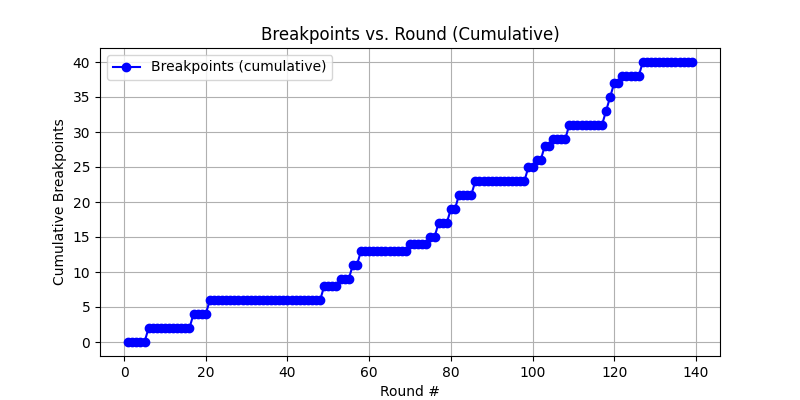 Breakpoints vs. Round (Cumulative)
Breakpoints (cumulative)
Cumulative Breakpoints
40
35
30
25
20
15
10
5
0
0 20 40 60 80 100 120 140
Round #